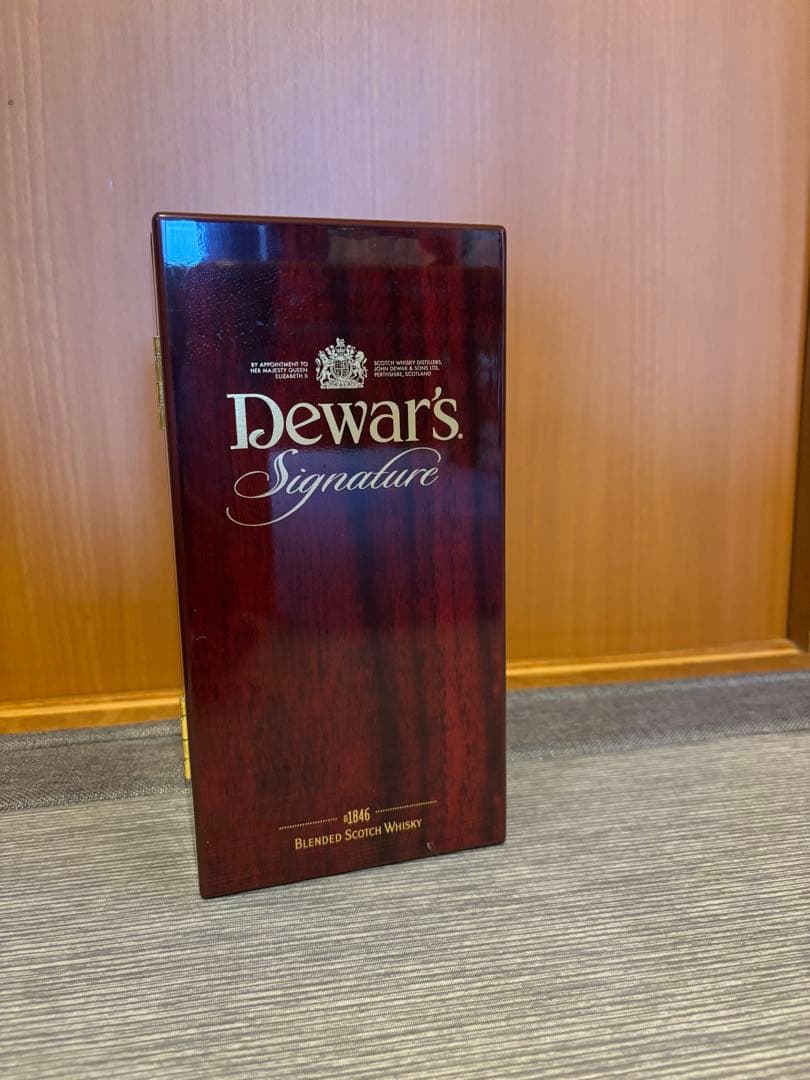 BY APPOINTMENT TO
HER MAJESTY QUEEN
ELIZABETH II
SCOTCH WHISKY DISTILLERS,
JOHN DEWAR & SONS LTD,
PERTHSHIRE, SCOTLAND
Dewar's.
Signature
1846
BLENDED SCOTCH WHISKY